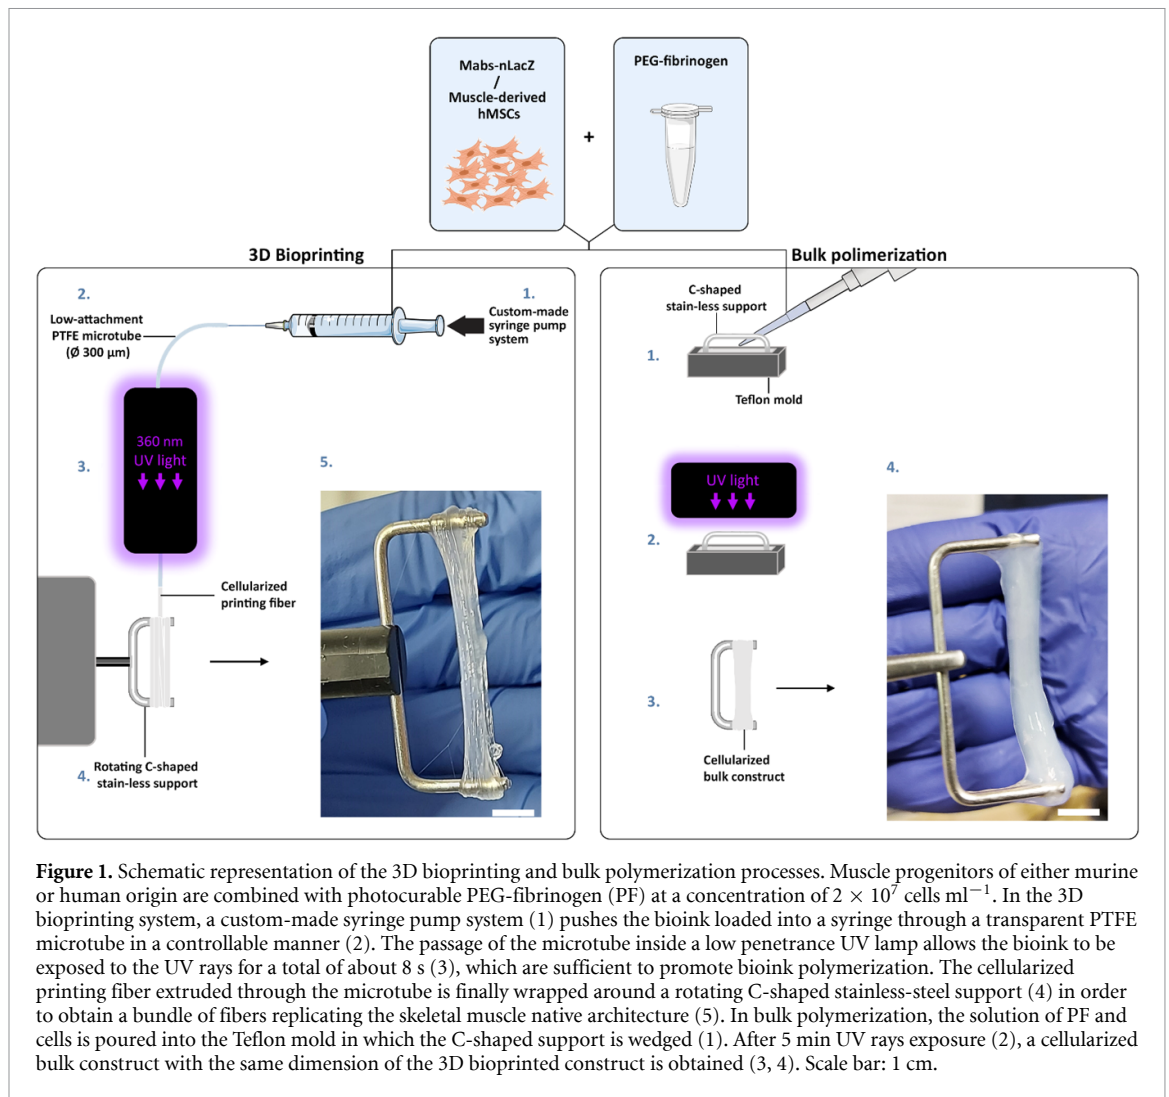 Mabs-nLacZ
/
Muscle-derived
hMSCs
+
PEG-fibrinogen
3D Bioprinting
2.
Low-attachment
PTFE microtube
(Ø 300 µm)
1.
Custom-made
syringe pump
system
3.
360 nm
UV light
Cellularized
printing fiber
4.
Rotating C-shaped
stain-less support
5.
Bulk polimerization
C-shaped
stain-less support
1.
Teflon mold
UV light
2.
3.
Cellularized
bulk construct
4.
Figure 1. Schematic representation of the 3D bioprinting and bulk polymerization processes. Muscle progenitors of either murine
or human origin are combined with photocurable PEG-fibrinogen (PF) at a concentration of 2 × 10⁷ cells ml⁻¹. In the 3D
bioprinting system, a custom-made syringe pump system (1) pushes the bioink loaded into a syringe through a transparent PTFE
microtube in a controllable manner (2). The passage of the microtube inside a low penetrance UV lamp allows the bioink to be
exposed to the UV rays for a total of about 8 s (3), which are sufficient to promote bioink polymerization. The cellularized
printing fiber extruded through the microtube is finally wrapped around a rotating C-shaped stainless-steel support (4) in order
to obtain a bundle of fibers replicating the skeletal muscle native architecture (5). In bulk polymerization, the solution of PF and
cells is poured into the Teflon mold in which the C-shaped support is wedged (1). After 5 min UV rays exposure (2), a cellularized
bulk construct with the same dimension of the 3D bioprinted construct is obtained (3, 4). Scale bar: 1 cm.